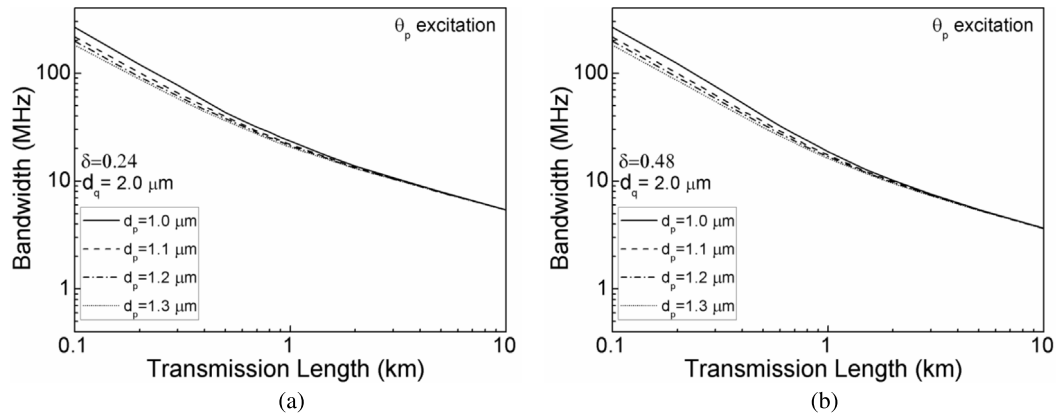 θp excitation
100
10
1
Bandwidth (MHz)
δ=0.24
dq= 2.0 μm
dp=1.0 μm
dp=1.1 μm
dp=1.2 μm
dp=1.3 μm
0.1 1 10
Transmission Length (km)
(a)
θp excitation
100
10
1
Bandwidth (MHz)
δ=0.48
dq= 2.0 μm
dp=1.0 μm
dp=1.1 μm
dp=1.2 μm
dp=1.3 μm
0.1 1 10
Transmission Length (km)
(b)